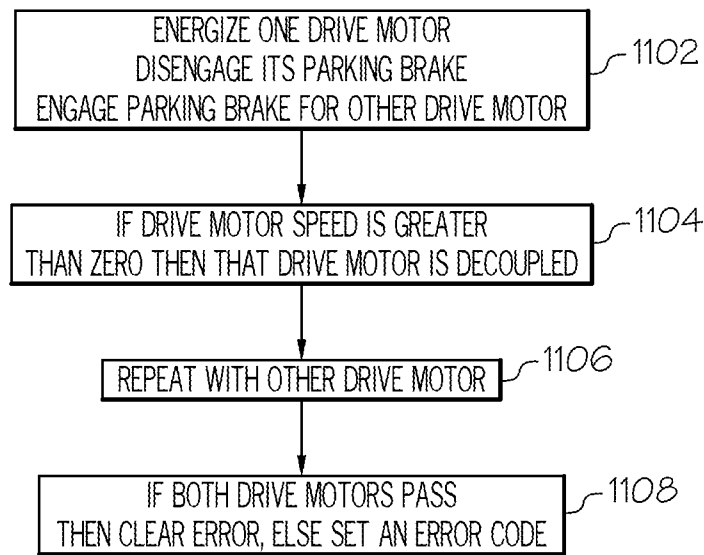 ENERGIZE ONE DRIVE MOTOR
DISENGAGE ITS PARKING BRAKE
ENGAGE PARKING BRAKE FOR OTHER DRIVE MOTOR
1102
IF DRIVE MOTOR SPEED IS GREATER
THAN ZERO THEN THAT DRIVE MOTOR IS DECOUPLED
1104
REPEAT WITH OTHER DRIVE MOTOR
1106
IF BOTH DRIVE MOTORS PASS
THEN CLEAR ERROR, ELSE SET AN ERROR CODE
1108